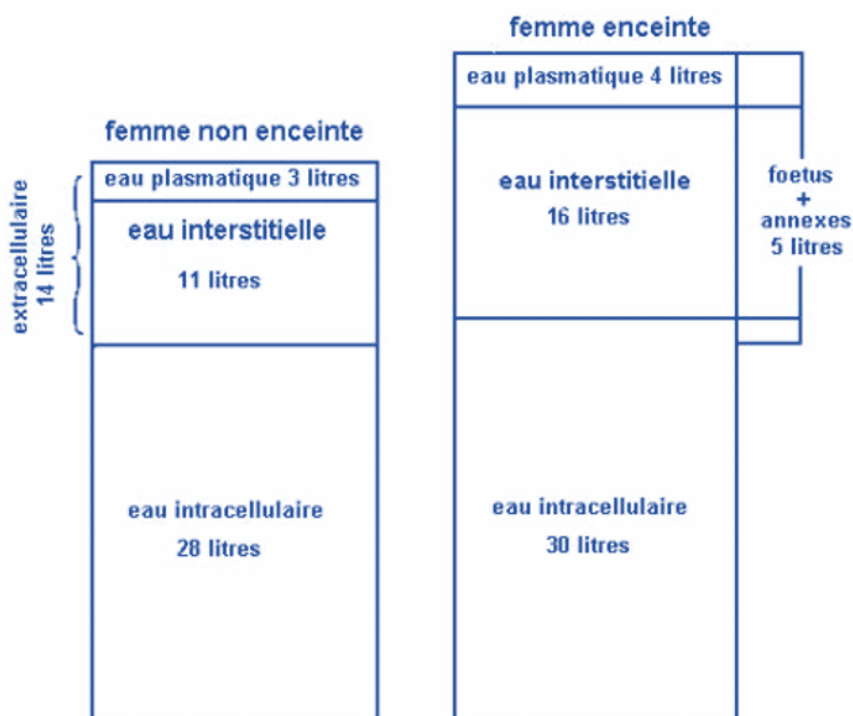 femme non enceinte
eau plasmatique 3 litres
eau interstitielle
11 litres
extracellulaire
14 litres
eau intracellulaire
28 litres
femme enceinte
eau plasmatique 4 litres
eau interstitielle
16 litres
foetus
+
annexes
5 litres
eau intracellulaire
30 litres